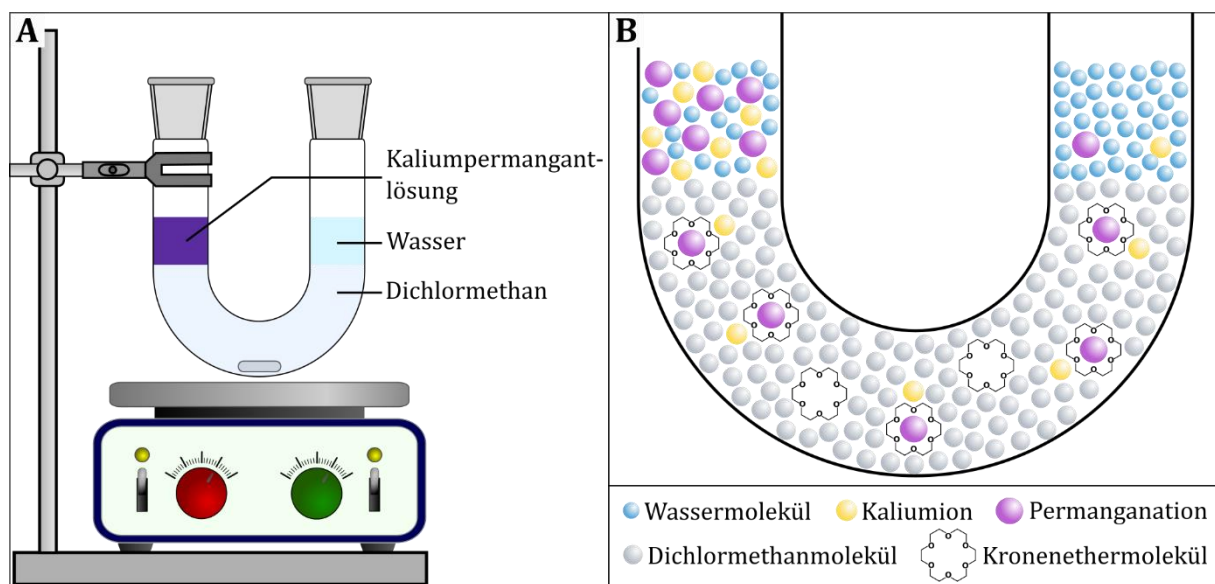 A
Kaliumpermangant-
lösung
Wasser
Dichlormethan
B
Wassermolekül
Kaliumion
Permanganation
Dichlormethanmolekül
Kronenethermolekül